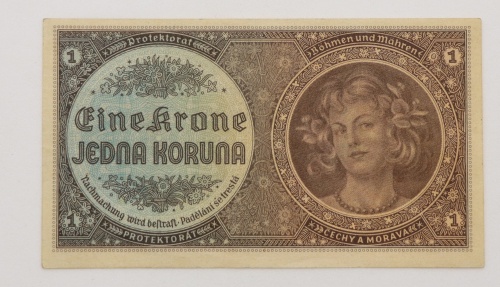 1 Protektorat Böhmen und Mähren 1
Eine Krone
JEDNA KORUNA
Nachmachung wird bestraft · Padělání se trestá
1 PROTEKTORÁT ČECHY A MORAVA 1